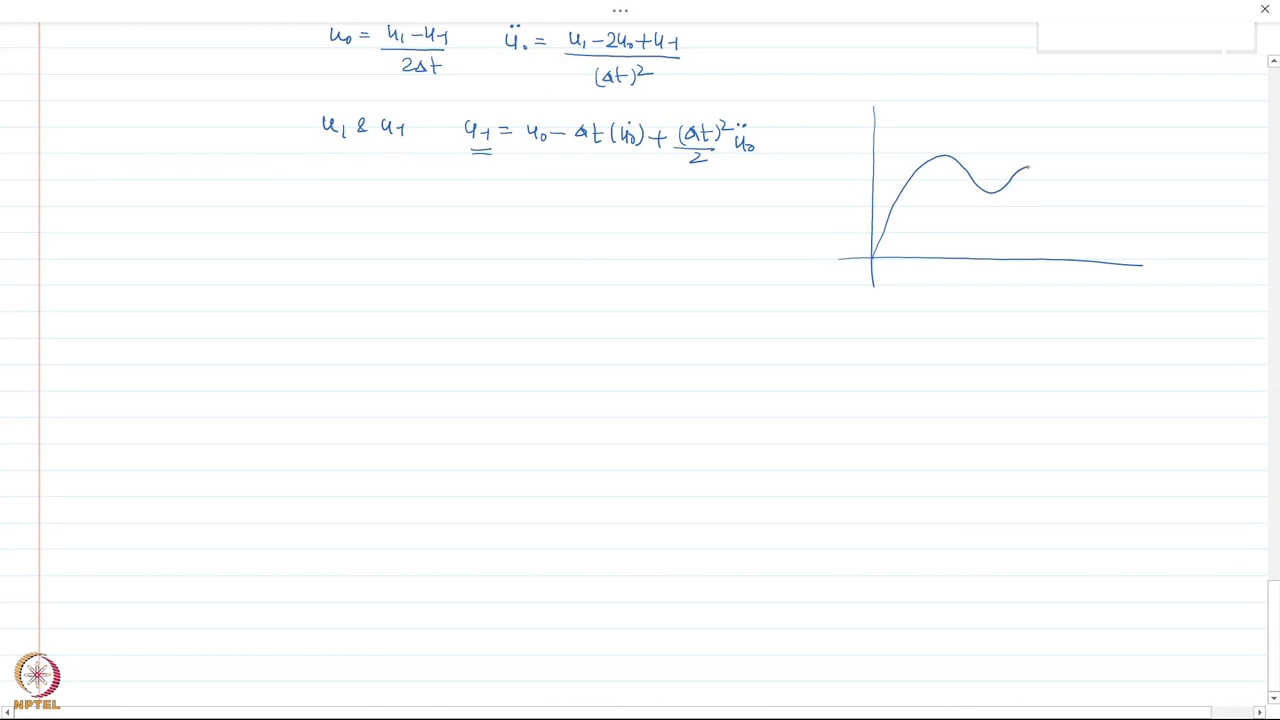 u₀ = (u₁ - u₋₁)/(2Δt)  ü₀ = (u₁ - 2u₀ + u₋₁)/(Δt)²
u₁ & u₋₁  u₋₁ = u₀ - Δt(u̇₀) + (Δt)²/2 ü₀
NPTEL